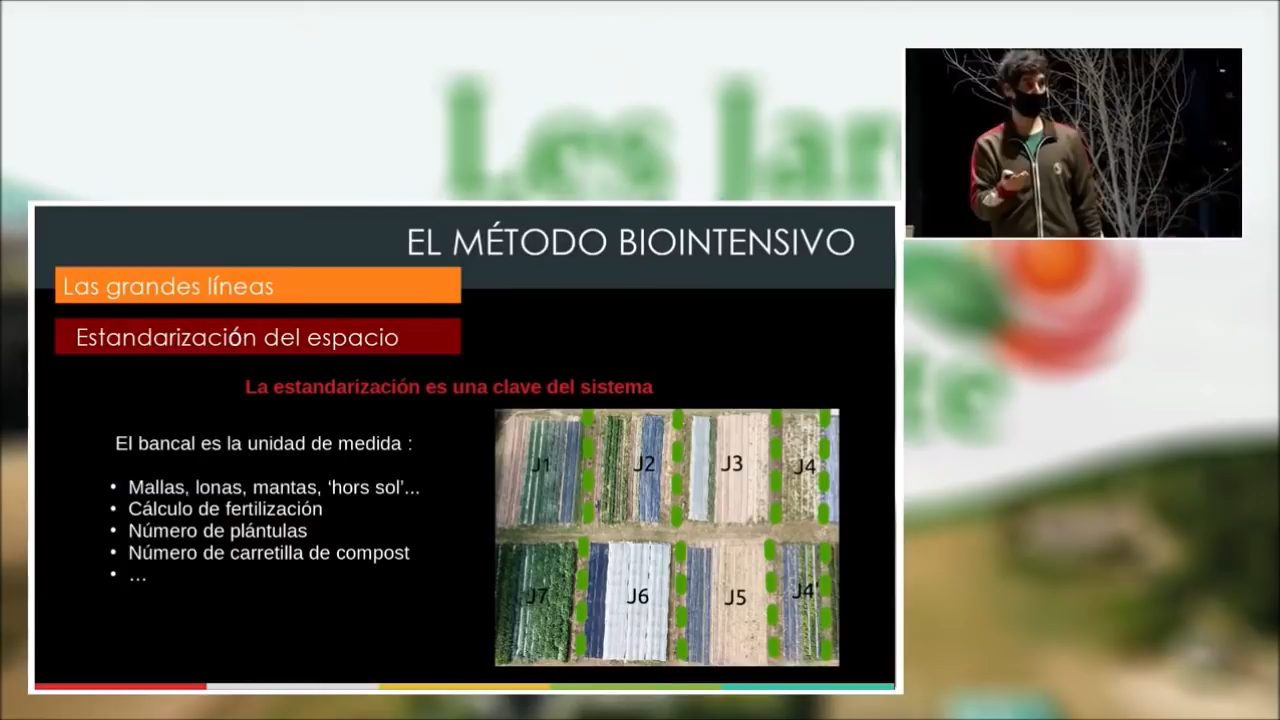 Les Jar
EL MÉTODO BIOINTENSIVO
Las grandes líneas
Estandarización del espacio
La estandarización es una clave del sistema
El bancal es la unidad de medida :
• Mallas, lonas, mantas, ‘hors sol’...
• Cálculo de fertilización
• Número de plántulas
• Número de carretilla de compost
• ...
J1
J2
J3
J4
J7
J6
J5
J4'